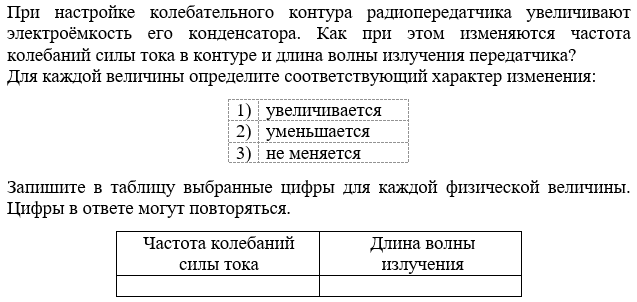 При настройке колебательного контура радиопередатчика увеличивают
электроёмкость его конденсатора. Как при этом изменяются частота
колебаний силы тока в контуре и длина волны излучения передатчика?
Для каждой величины определите соответствующий характер изменения:
1) увеличивается
2) уменьшается
3) не меняется
Запишите в таблицу выбранные цифры для каждой физической величины.
Цифры в ответе могут повторяться.
Частота колебаний
силы тока
Длина волны
излучения